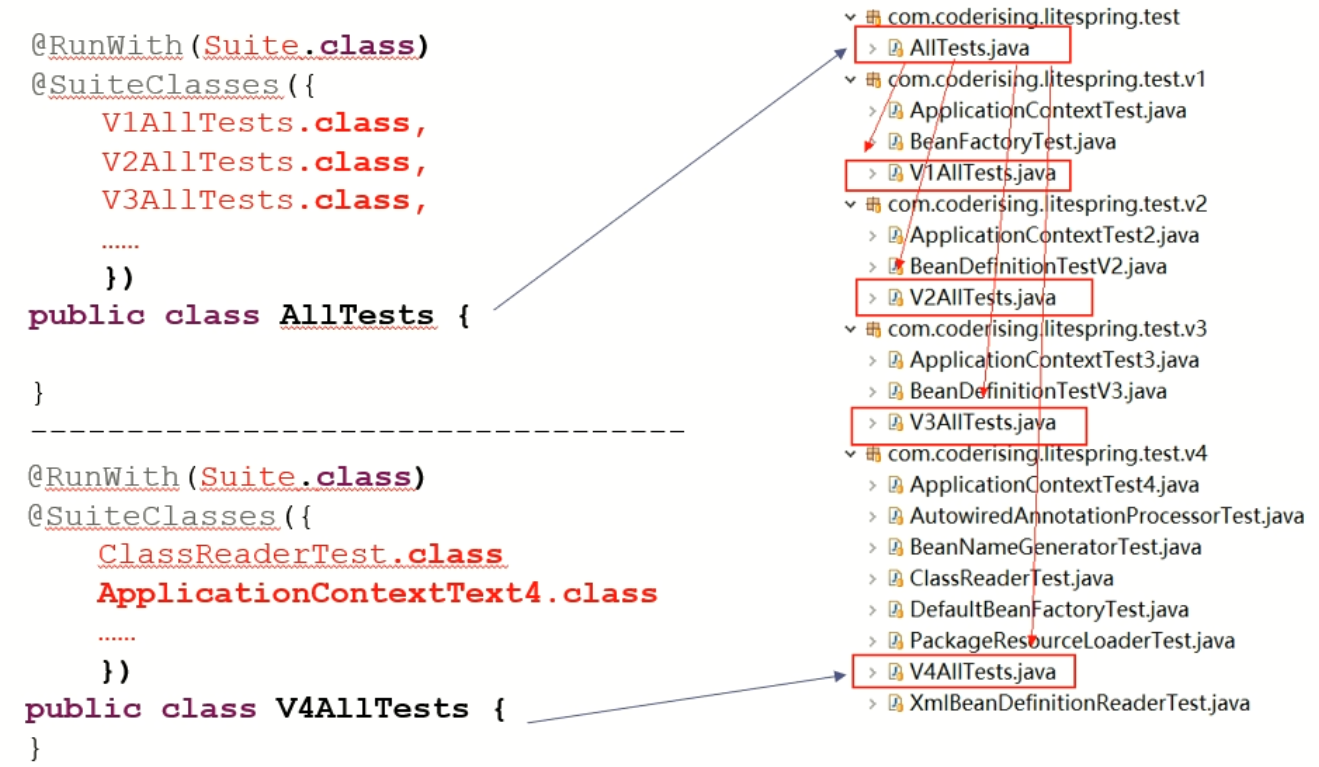 @RunWith(Suite.class)
@SuiteClasses({
V1AllTests.class,
V2AllTests.class,
V3AllTests.class,
……
})
public class AllTests {
}
-----------------------------------
@RunWith(Suite.class)
@SuiteClasses({
ClassReaderTest.class
ApplicationContextText4.class
……
})
public class V4AllTests {
}
com.coderising.litespring.test
AllTests.java
com.coderising.litespring.test.v1
ApplicationContextTest.java
BeanFactoryTest.java
V1AllTests.java
com.coderising.litespring.test.v2
ApplicationContextTest2.java
BeanDefinitionTestV2.java
V2AllTests.java
com.coderising.litespring.test.v3
ApplicationContextTest3.java
BeanDefinitionTestV3.java
V3AllTests.java
com.coderising.litespring.test.v4
ApplicationContextTest4.java
AutowiredAnnotationProcessorTest.java
BeanNameGeneratorTest.java
ClassReaderTest.java
DefaultBeanFactoryTest.java
PackageResourceLoaderTest.java
V4AllTests.java
XmlBeanDefinitionReaderTest.java